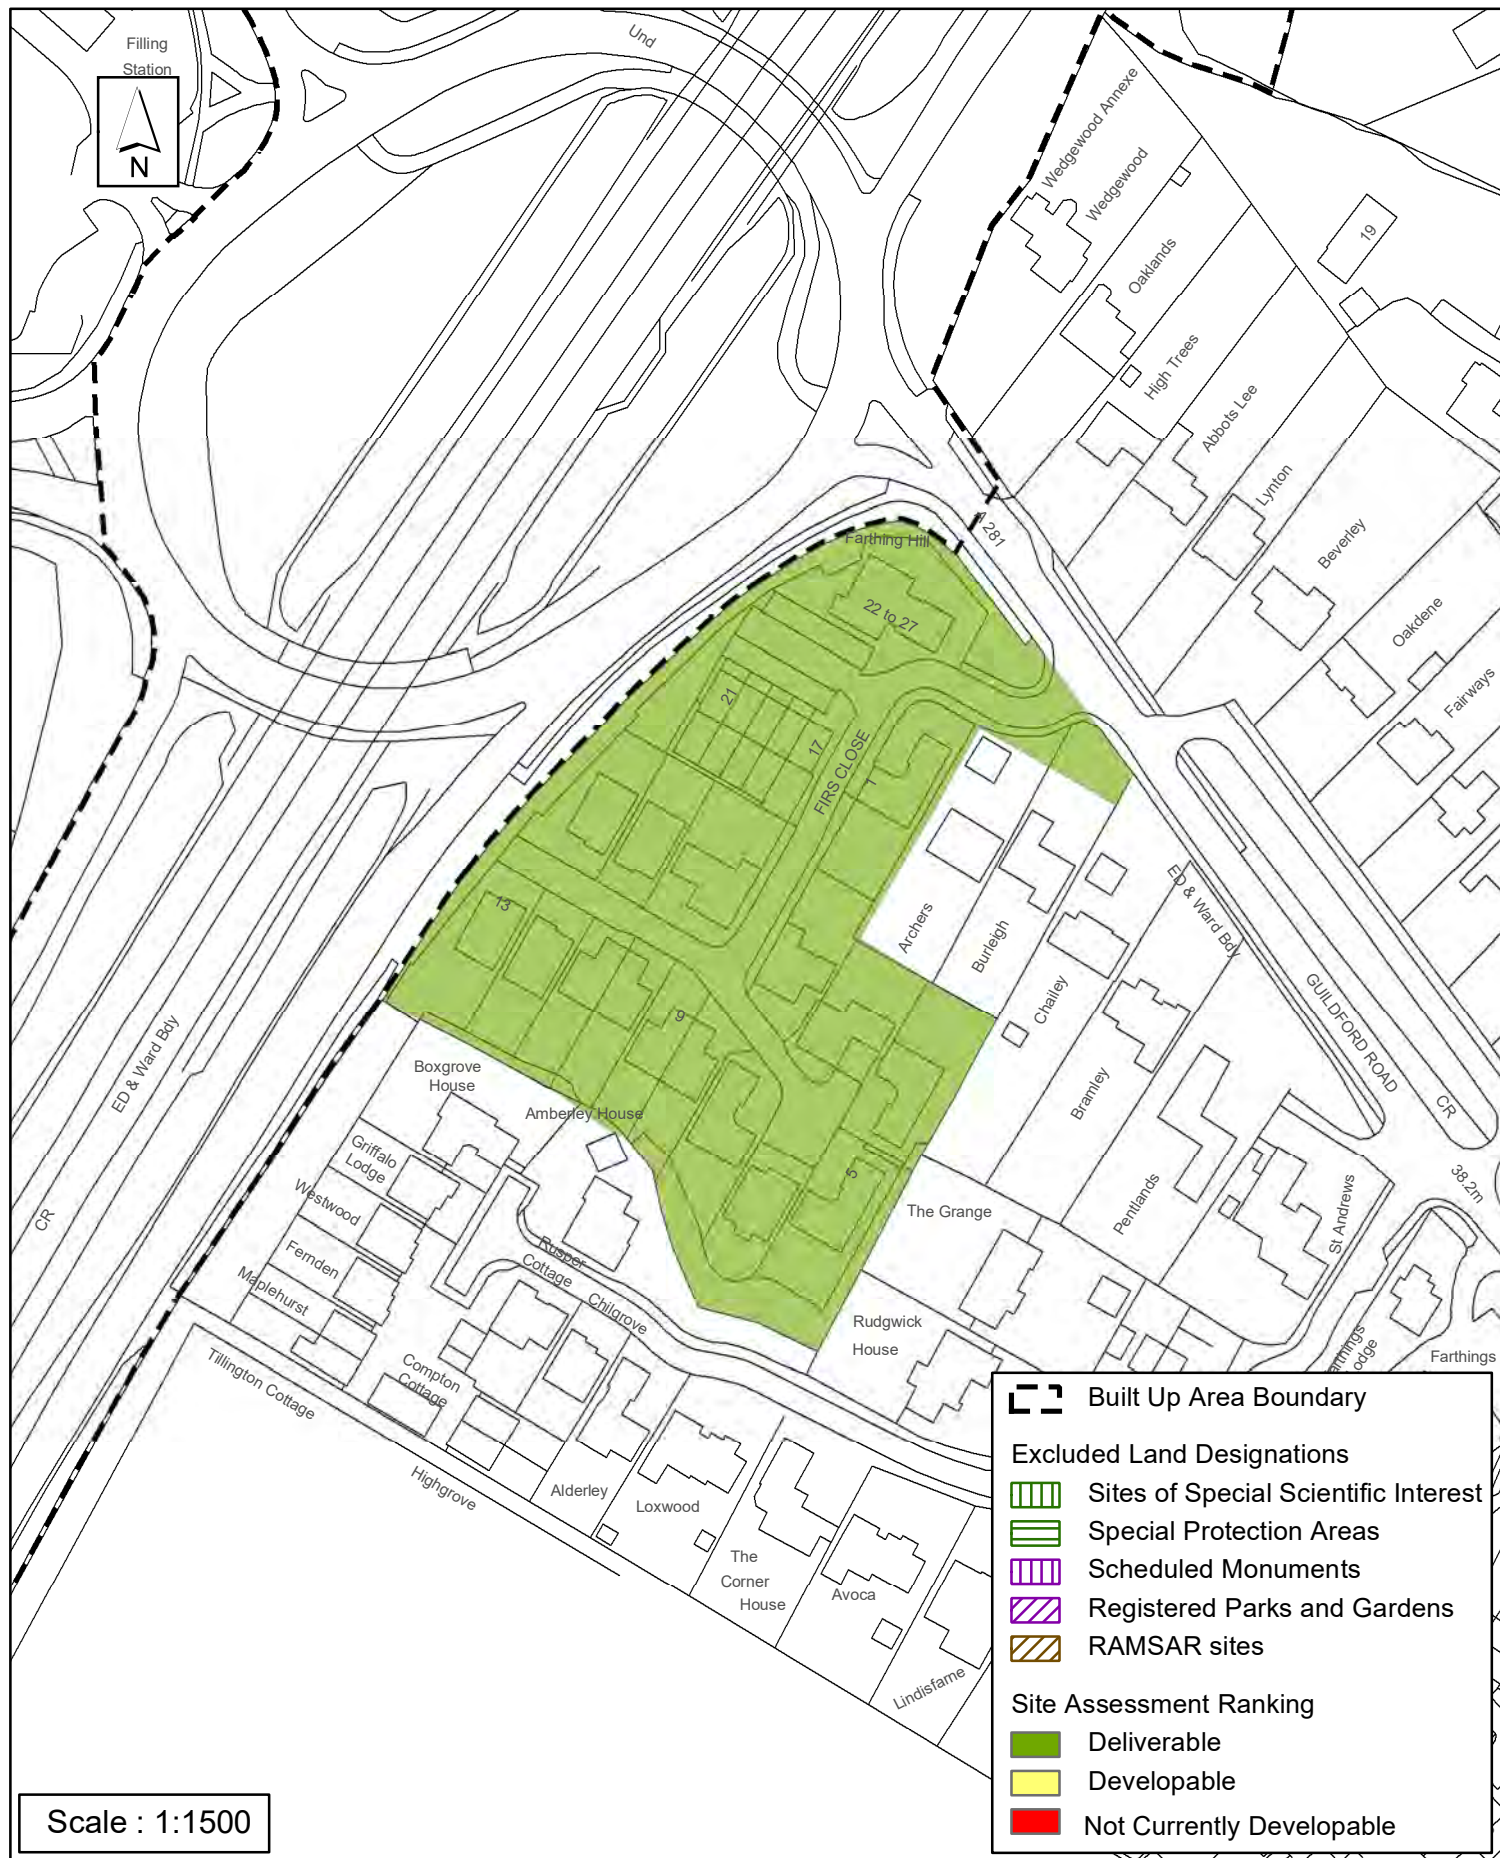 Filling
Station
N
Und
Wedgewood Annexe
Wedgewood
Oaklands
High Trees
Abbots Lee
Lynton
Beverley
Oakdene
Fairways
19
A 281
Farthing Hill
22 to 27
21
17
FIRS CLOSE
1
13
9
5
Archers
Burleigh
Chailey
Bramley
Pentlands
St Andrews
ED & Ward Bdy
GUILDFORD ROAD
CR
38.2m
ED & Ward Bdy
CR
Boxgrove
House
Amberley House
Griffalo
Lodge
Westwood
Fernden
Maplehurst
Tillington Cottage
Rusper
Cottage
Chilgrove
Compton
Cottage
Highgrove
Alderley
Loxwood
The
Corner
House
Avoca
Lindisfarne
The Grange
Rudgwick
House
Farthings
Built Up Area Boundary
Excluded Land Designations
Sites of Special Scientific Interest
Special Protection Areas
Scheduled Monuments
Registered Parks and Gardens
RAMSAR sites
Site Assessment Ranking
Deliverable
Developable
Not Currently Developable
Scale : 1:1500